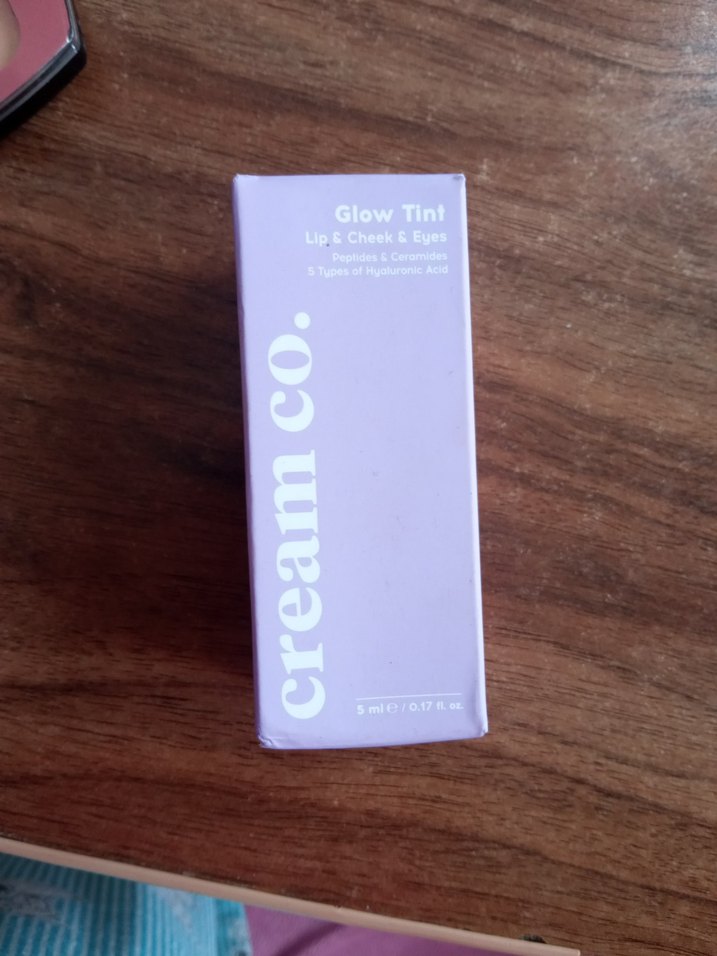 Glow Tint
Lip & Cheek & Eyes
Peptides & Ceramides
5 Types of Hyaluronic Acid
cream co.
5 ml ℮ / 0.17 fl. oz.